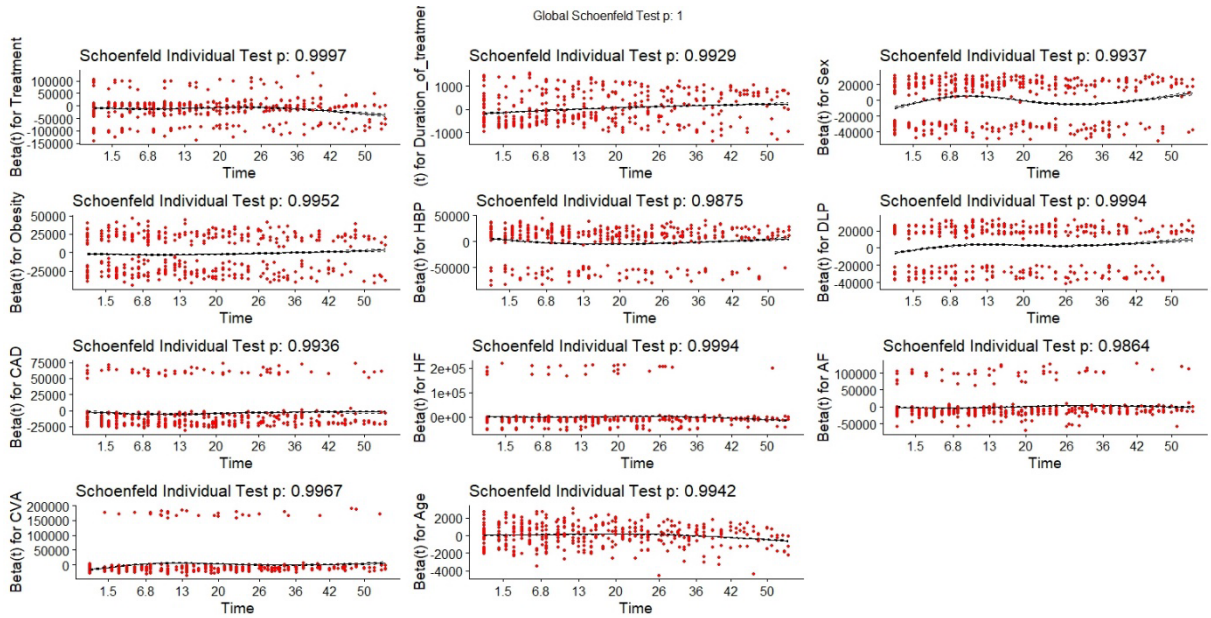 Global Schoenfeld Test p: 1
Schoenfeld Individual Test p: 0.9997
Beta(t) for Treatment
100000
50000
0
-50000
-100000
-150000
1.5 6.8 13 20 26 36 42 50
Time
Schoenfeld Individual Test p: 0.9929
(t) for Duration_of_treatment
1000
0
-1000
1.5 6.8 13 20 26 36 42 50
Time
Schoenfeld Individual Test p: 0.9937
Beta(t) for Sex
20000
0
-20000
-40000
1.5 6.8 13 20 26 36 42 50
Time
Schoenfeld Individual Test p: 0.9952
Beta(t) for Obesity
50000
25000
0
-25000
1.5 6.8 13 20 26 36 42 50
Time
Schoenfeld Individual Test p: 0.9875
Beta(t) for HBP
50000
0
-50000
1.5 6.8 13 20 26 36 42 50
Time
Schoenfeld Individual Test p: 0.9994
Beta(t) for DLP
20000
0
-20000
-40000
1.5 6.8 13 20 26 36 42 50
Time
Schoenfeld Individual Test p: 0.9936
Beta(t) for CAD
75000
50000
0
-25000
1.5 6.8 13 20 26 36 42 50
Time
Schoenfeld Individual Test p: 0.9994
Beta(t) for HF
2e+05
1e+05
0e+00
1.5 6.8 13 20 26 36 42 50
Time
Schoenfeld Individual Test p: 0.9864
Beta(t) for AF
100000
50000
0
-50000
1.5 6.8 13 20 26 36 42 50
Time
Schoenfeld Individual Test p: 0.9967
Beta(t) for CVA
200000
150000
100000
50000
0
1.5 6.8 13 20 26 36 42 50
Time
Schoenfeld Individual Test p: 0.9942
Beta(t) for Age
2000
0
-2000
-4000
1.5 6.8 13 20 26 36 42 50
Time